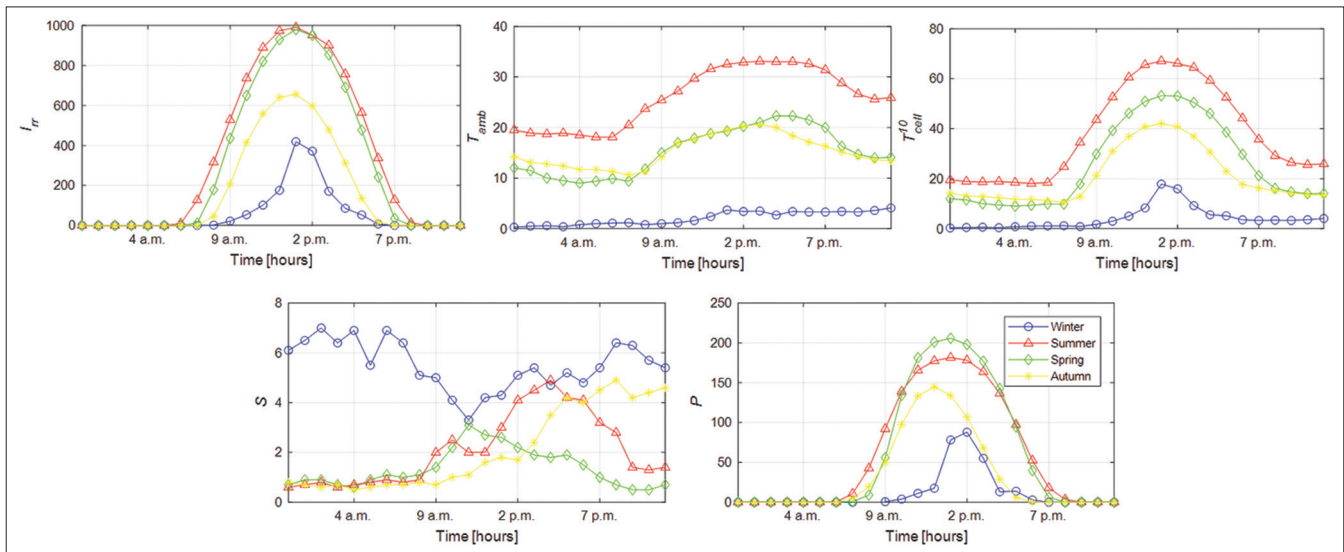 1000
800
600
400
200
0
I_rr
4 a.m. 9 a.m. 2 p.m. 7 p.m.
Time [hours]
40
30
20
10
0
T_amb
4 a.m. 9 a.m. 2 p.m. 7 p.m.
Time [hours]
80
60
40
20
0
T_cell^10
4 a.m. 9 a.m. 2 p.m. 7 p.m.
Time [hours]
8
6
4
2
0
S
4 a.m. 9 a.m. 2 p.m. 7 p.m.
Time [hours]
250
200
150
100
50
0
P
4 a.m. 9 a.m. 2 p.m. 7 p.m.
Time [hours]
Winter
Summer
Spring
Autumn